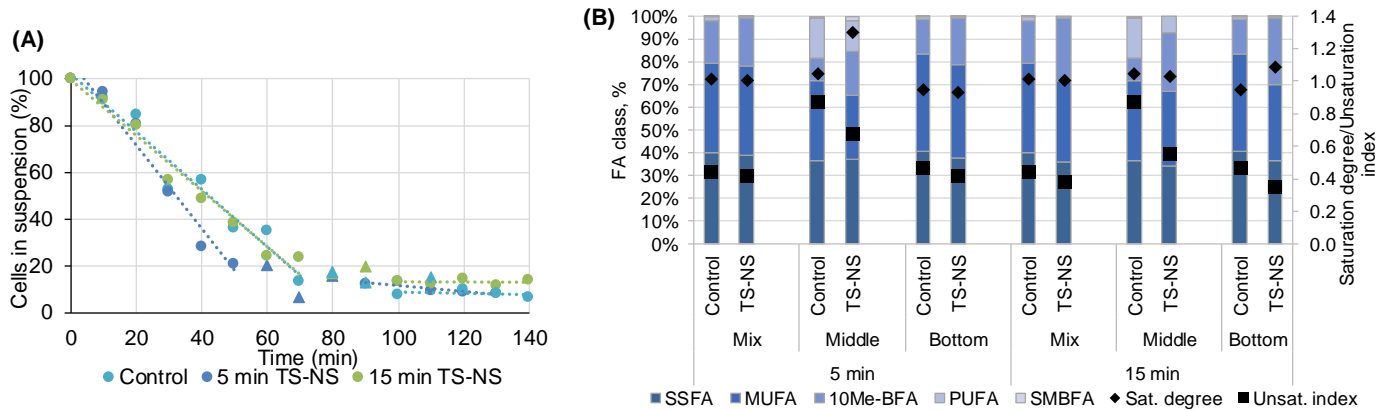 (A)
Cells in suspension (%)
100
80
60
40
20
0
0 20 40 60 80 100 120 140
Time (min)
Control 5 min TS-NS 15 min TS-NS
(B)
FA class, %
100%
90%
80%
70%
60%
50%
40%
30%
20%
10%
0%
1.4
1.2
1.0
0.8
0.6
0.4
0.2
0.0
Saturation degree/Unsaturation
index
Control TS-NS Control TS-NS Control TS-NS Control TS-NS Control TS-NS Control TS-NS
Mix Middle Bottom Mix Middle Bottom
5 min 15 min
SSFA MUFA 10Me-BFA PUFA SMBFA Sat. degree Unsat. index